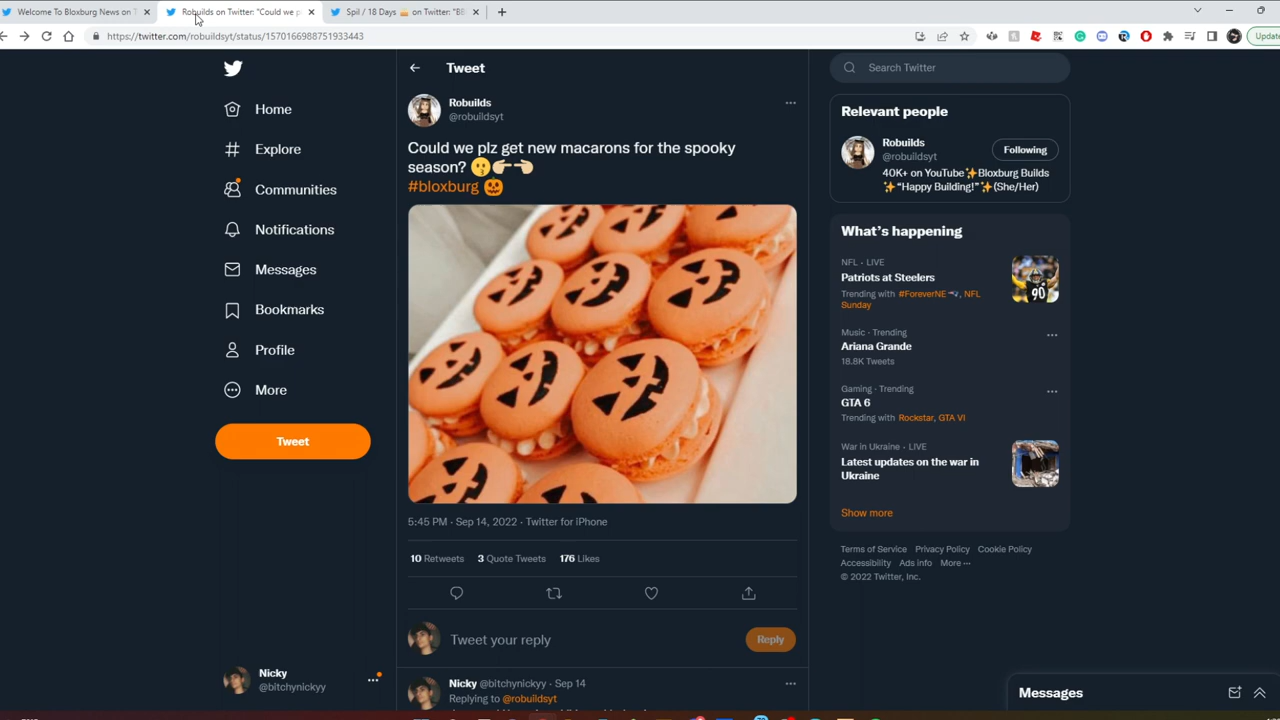 Welcome To Bloxburg News on T
Robuilds on Twitter: "Could we p
Spil / 18 Days on Twitter: "BB
https://twitter.com/robuildsyt/status/1570166988751933443
Update
Home
Explore
Communities
Notifications
Messages
Bookmarks
Profile
More
Tweet
Nicky
@bitchynickyy
Tweet
Robuilds
@robuildsyt
Could we plz get new macarons for the spooky
season? 😗👉🏻👈🏻
#bloxburg 🎃
5:45 PM · Sep 14, 2022 · Twitter for iPhone
10 Retweets 3 Quote Tweets 176 Likes
Tweet your reply
Reply
Nicky @bitchynickyy · Sep 14
Replying to @robuildsyt
Search Twitter
Relevant people
Robuilds
@robuildsyt
Following
40K+ on YouTube✨Bloxburg Builds
✨"Happy Building!"✨(She/Her)
What's happening
NFL · LIVE
Patriots at Steelers
Trending with #ForeverNE, NFL
Sunday
Music · Trending
Ariana Grande
18.8K Tweets
Gaming · Trending
GTA 6
Trending with Rockstar, GTA VI
War in Ukraine · LIVE
Latest updates on the war in
Ukraine
Show more
Terms of Service Privacy Policy Cookie Policy
Accessibility Ads info More ···
© 2022 Twitter, Inc.
Messages